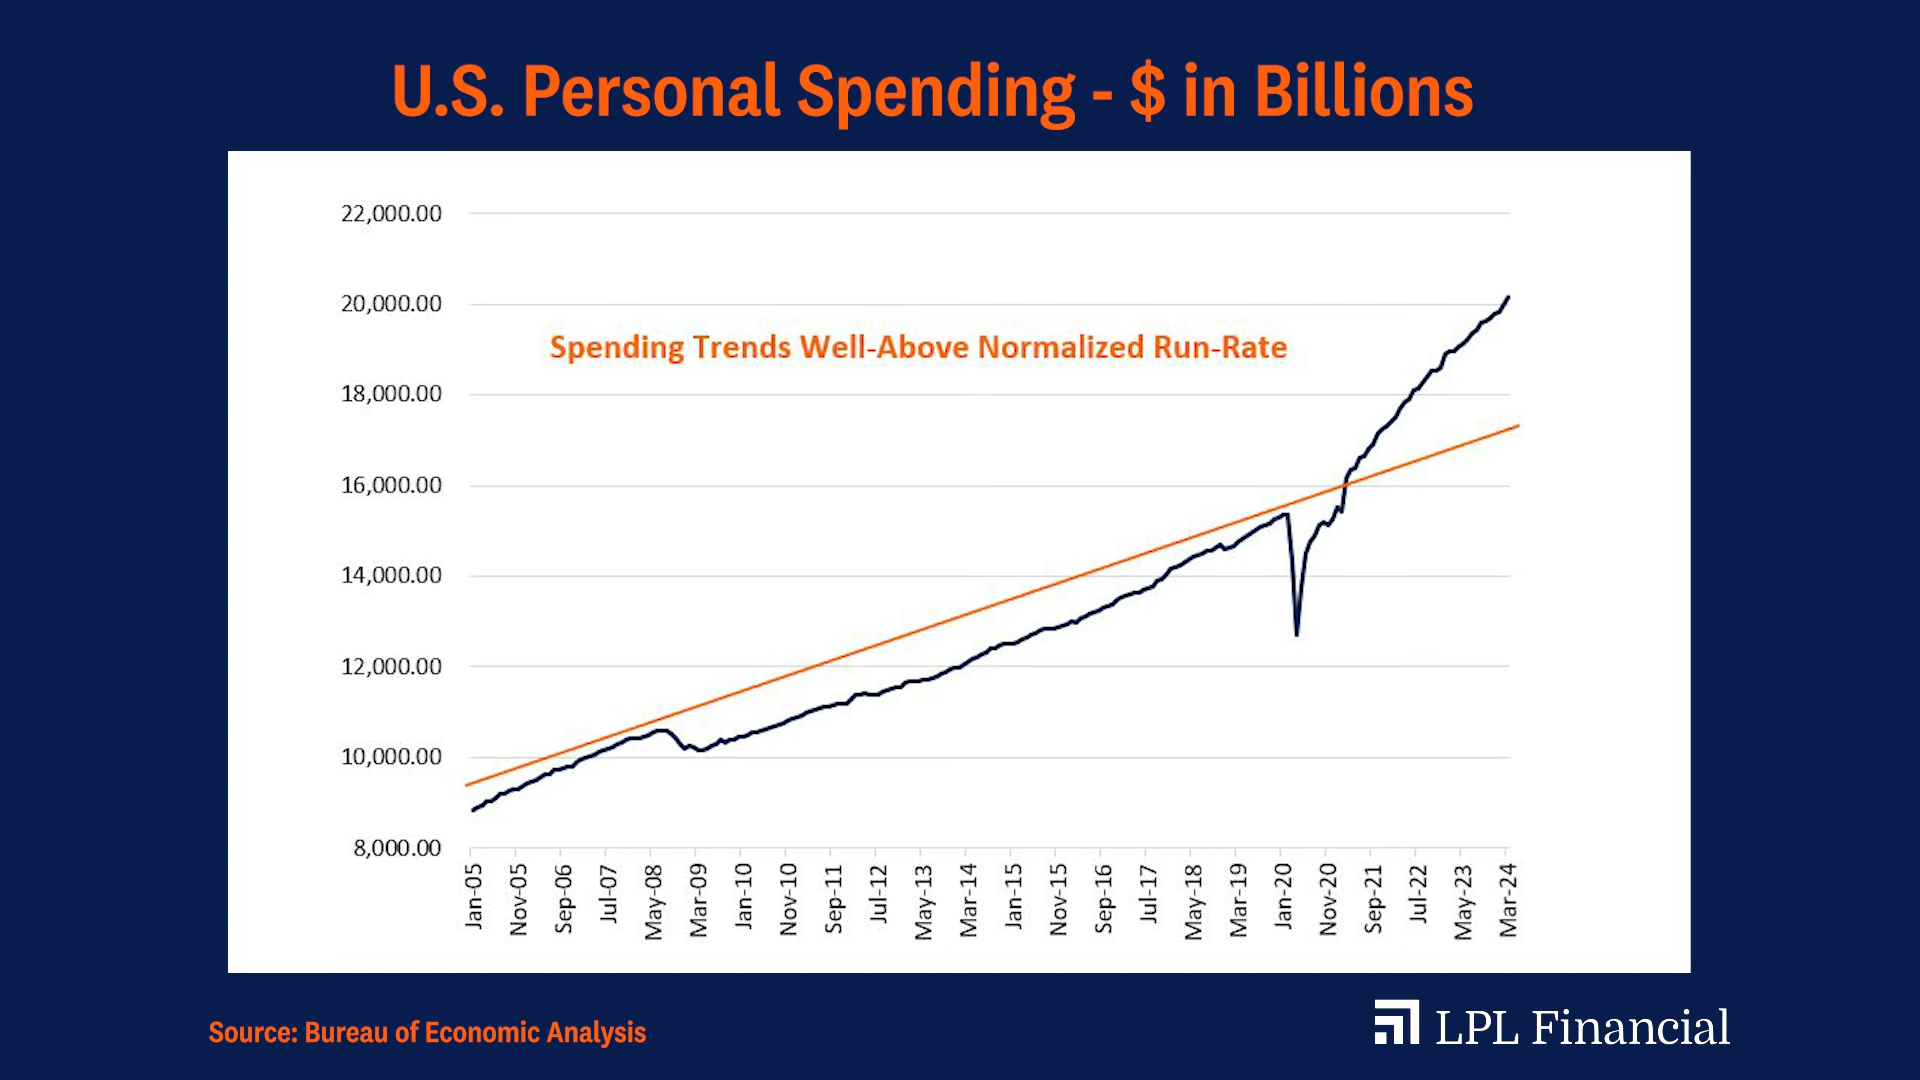 U.S. Personal Spending - $ in Billions
22,000.00
20,000.00
Spending Trends Well-Above Normalized Run-Rate
18,000.00
16,000.00
14,000.00
12,000.00
10,000.00
8,000.00
Jan-05
Nov-05
Sep-06
Jul-07
May-08
Mar-09
Jan-10
Nov-10
Sep-11
Jul-12
May-13
Mar-14
Jan-15
Nov-15
Sep-16
Jul-17
May-18
Mar-19
Jan-20
Nov-20
Sep-21
Jul-22
May-23
Mar-24
Source: Bureau of Economic Analysis
LPL Financial